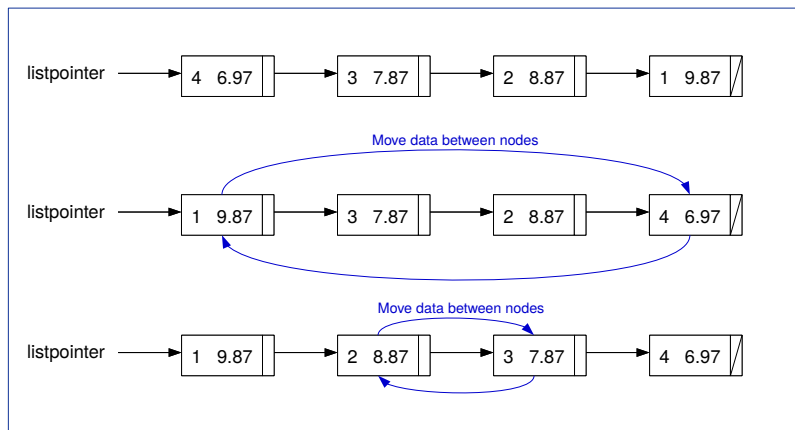 listpointer 4 6.97 3 7.87 2 8.87 1 9.87
Move data between nodes
listpointer 1 9.87 3 7.87 2 8.87 4 6.97
Move data between nodes
listpointer 1 9.87 2 8.87 3 7.87 4 6.97